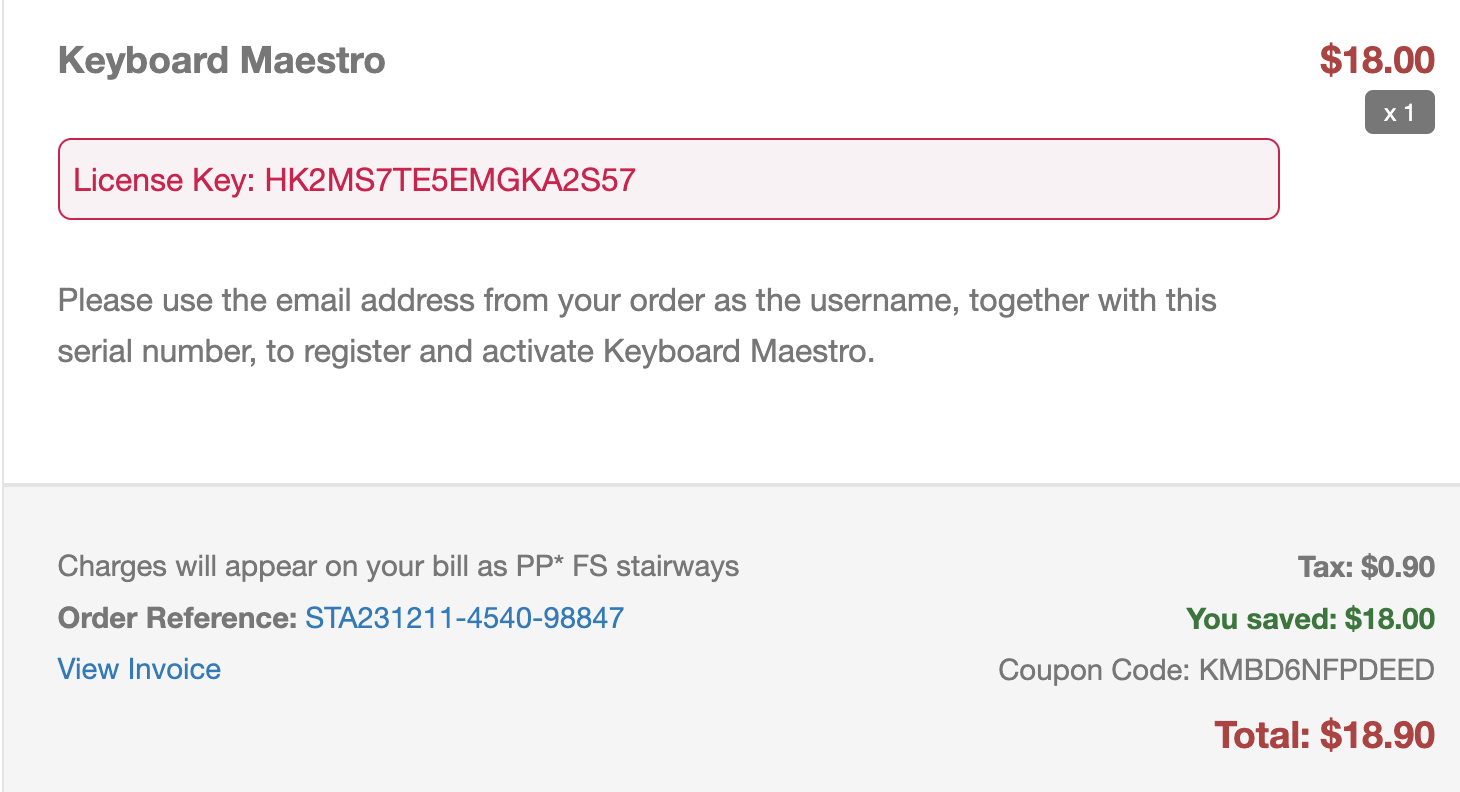 Keyboard Maestro
$18.00
x 1
License Key: HK2MS7TE5EMGKA2S57
Please use the email address from your order as the username, together with this
serial number, to register and activate Keyboard Maestro.
Charges will appear on your bill as PP* FS stairways
Tax: $0.90
Order Reference: STA231211-4540-98847
You saved: $18.00
View Invoice
Coupon Code: KMBD6NFPDEED
Total: $18.90